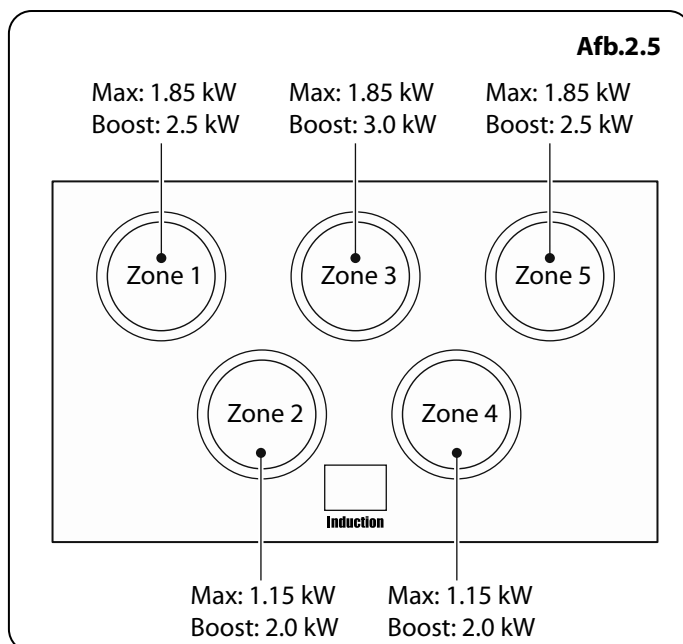 Afb.2.5
Max: 1.85 kW
Boost: 2.5 kW
Max: 1.85 kW
Boost: 3.0 kW
Max: 1.85 kW
Boost: 2.5 kW
Zone 1
Zone 3
Zone 5
Zone 2
Zone 4
Induction
Max: 1.15 kW
Boost: 2.0 kW
Max: 1.15 kW
Boost: 2.0 kW